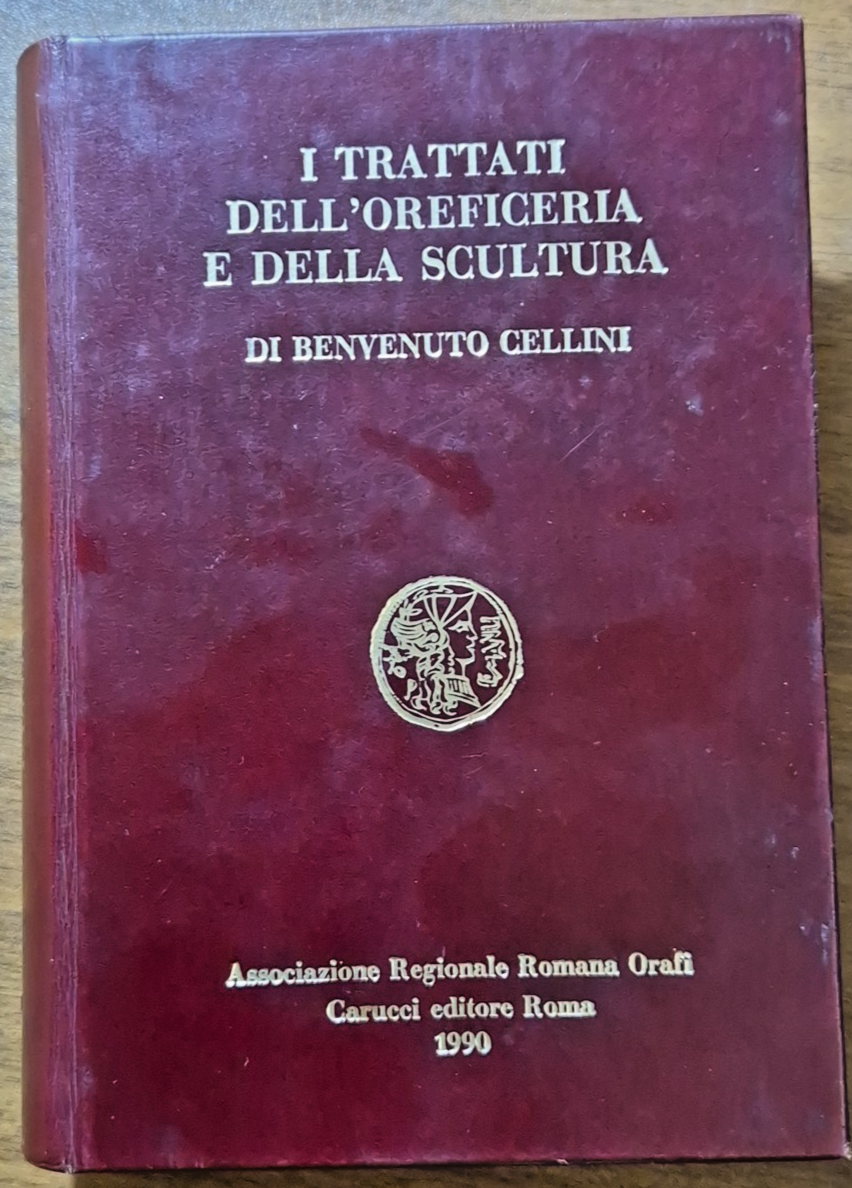 I TRATTATI
DELL'OREFICERIA
E DELLA SCULTURA
DI BENVENUTO CELLINI
Associazione Regionale Romana Orafi
Carucci editore Roma
1990